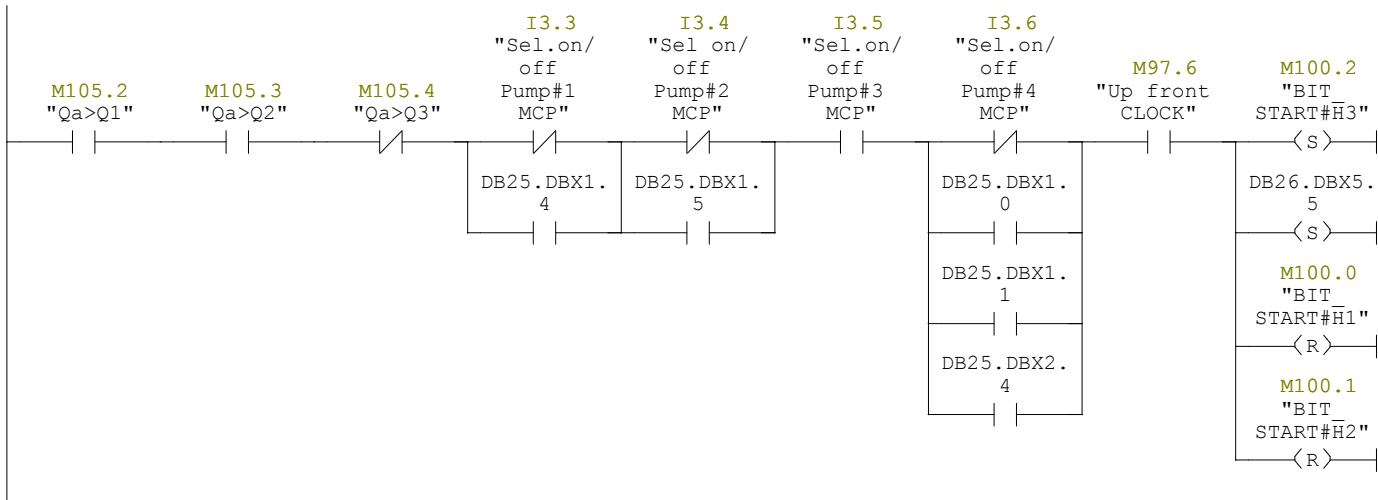 I3.3
"Sel.on/
off
Pump#1
MCP"
I3.4
"Sel on/
off
Pump#2
MCP"
I3.5
"Sel.on/
off
Pump#3
MCP"
I3.6
"Sel.on/
off
Pump#4
MCP"
M105.2
"Qa>Q1"
M105.3
"Qa>Q2"
M105.4
"Qa>Q3"
M97.6
"Up front
CLOCK"
M100.2
"BIT_
START#H3"
S
DB25.DBX1.
4
DB25.DBX1.
5
DB25.DBX1.
0
DB26.DBX5.
5
S
DB25.DBX1.
1
M100.0
"BIT_
START#H1"
R
DB25.DBX2.
4
M100.1
"BIT_
START#H2"
R